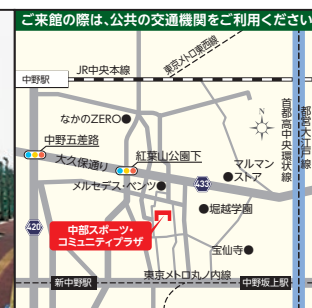 ご来館の際は、公共の交通機関をご利用ください
中野駅
JR中央本線
東京メトロ東西線
なかのZERO
中野五差路
大久保通り
紅葉山公園下
N
首都高中央環状線
都営大江戸線
マルマン
ストア
メルセデス・ベンツ
433
堀越学園
420
中部スポーツ・
コミュニティプラザ
宝仙寺
東京メトロ丸ノ内線
新中野駅
中野坂上駅